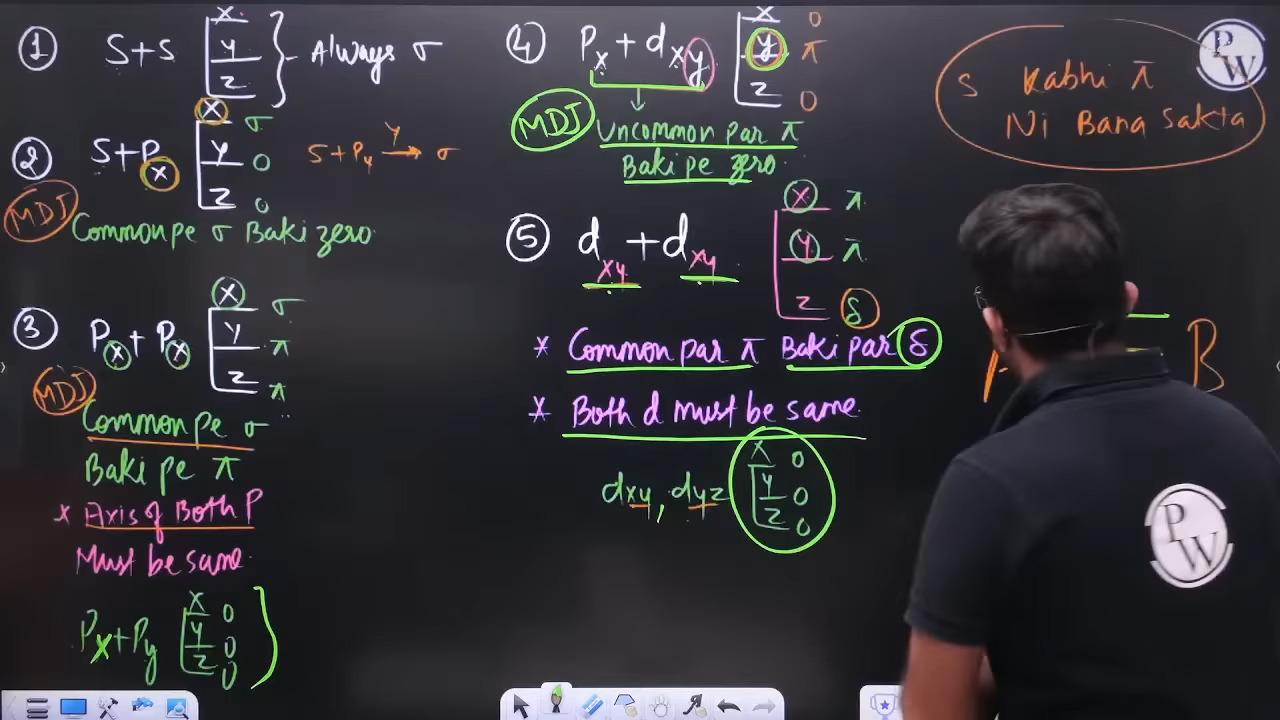 ① S+S X Y Z } Always σ
② S+Px X σ Y 0 Z 0 S+Py —Y→ σ
MDJ Common pe σ Baki zero
③ Px+Px X σ Y π Z π
MDJ
Common pe σ
Baki pe π
* Axis of Both P
Must be same
Px+Py X 0 Y 0 Z 0
④ Px+dxy X 0 Y π Z 0
MDJ Uncommon par π
Baki pe zero
⑤ dxy+dxy X π Y π Z δ
* Common par π Baki par δ
* Both d must be same
dxy, dyz X 0 Y 0 Z 0
S Kabhi π
Ni Bana Sakta
B
PW
PW